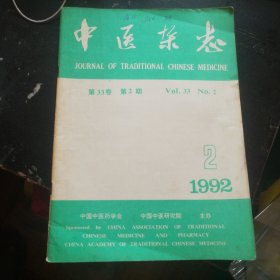 中医杂志
JOURNAL OF TRADITIONAL CHINESE MEDICINE
第33卷 第2期 Vol. 33 No. 2
2
1992
中国中医药学会 中国中医研究院 主办
Sponsored by CHINA ASSOCIATION OF TRADITIONAL
CHINESE MEDICINE AND PHARMACY
CHINA ACADEMY OF TRADITIONAL CHINESE MEDICINE